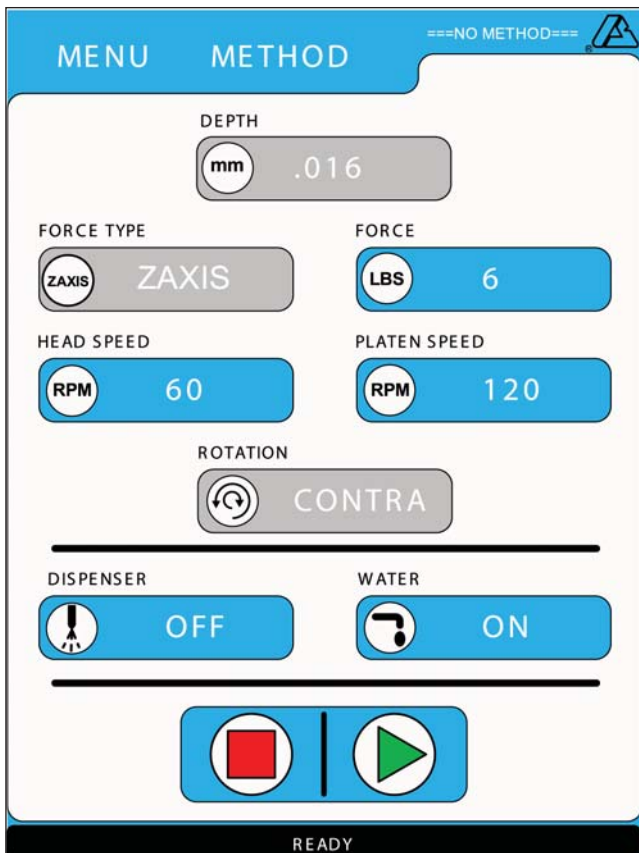 MENU METHOD ===NO METHOD===
®
DEPTH
mm .016
FORCE TYPE FORCE
ZAXIS ZAXIS LBS 6
HEAD SPEED PLATEN SPEED
RPM 60 RPM 120
ROTATION
CONTRA
DISPENSER WATER
OFF ON
READY